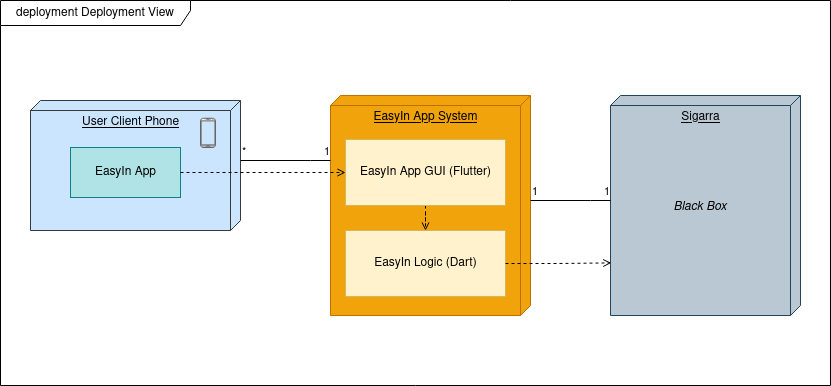 deployment Deployment View
User Client Phone
EasyIn App
*
1
EasyIn App System
EasyIn App GUI (Flutter)
EasyIn Logic (Dart)
1
1
Sigarra
Black Box